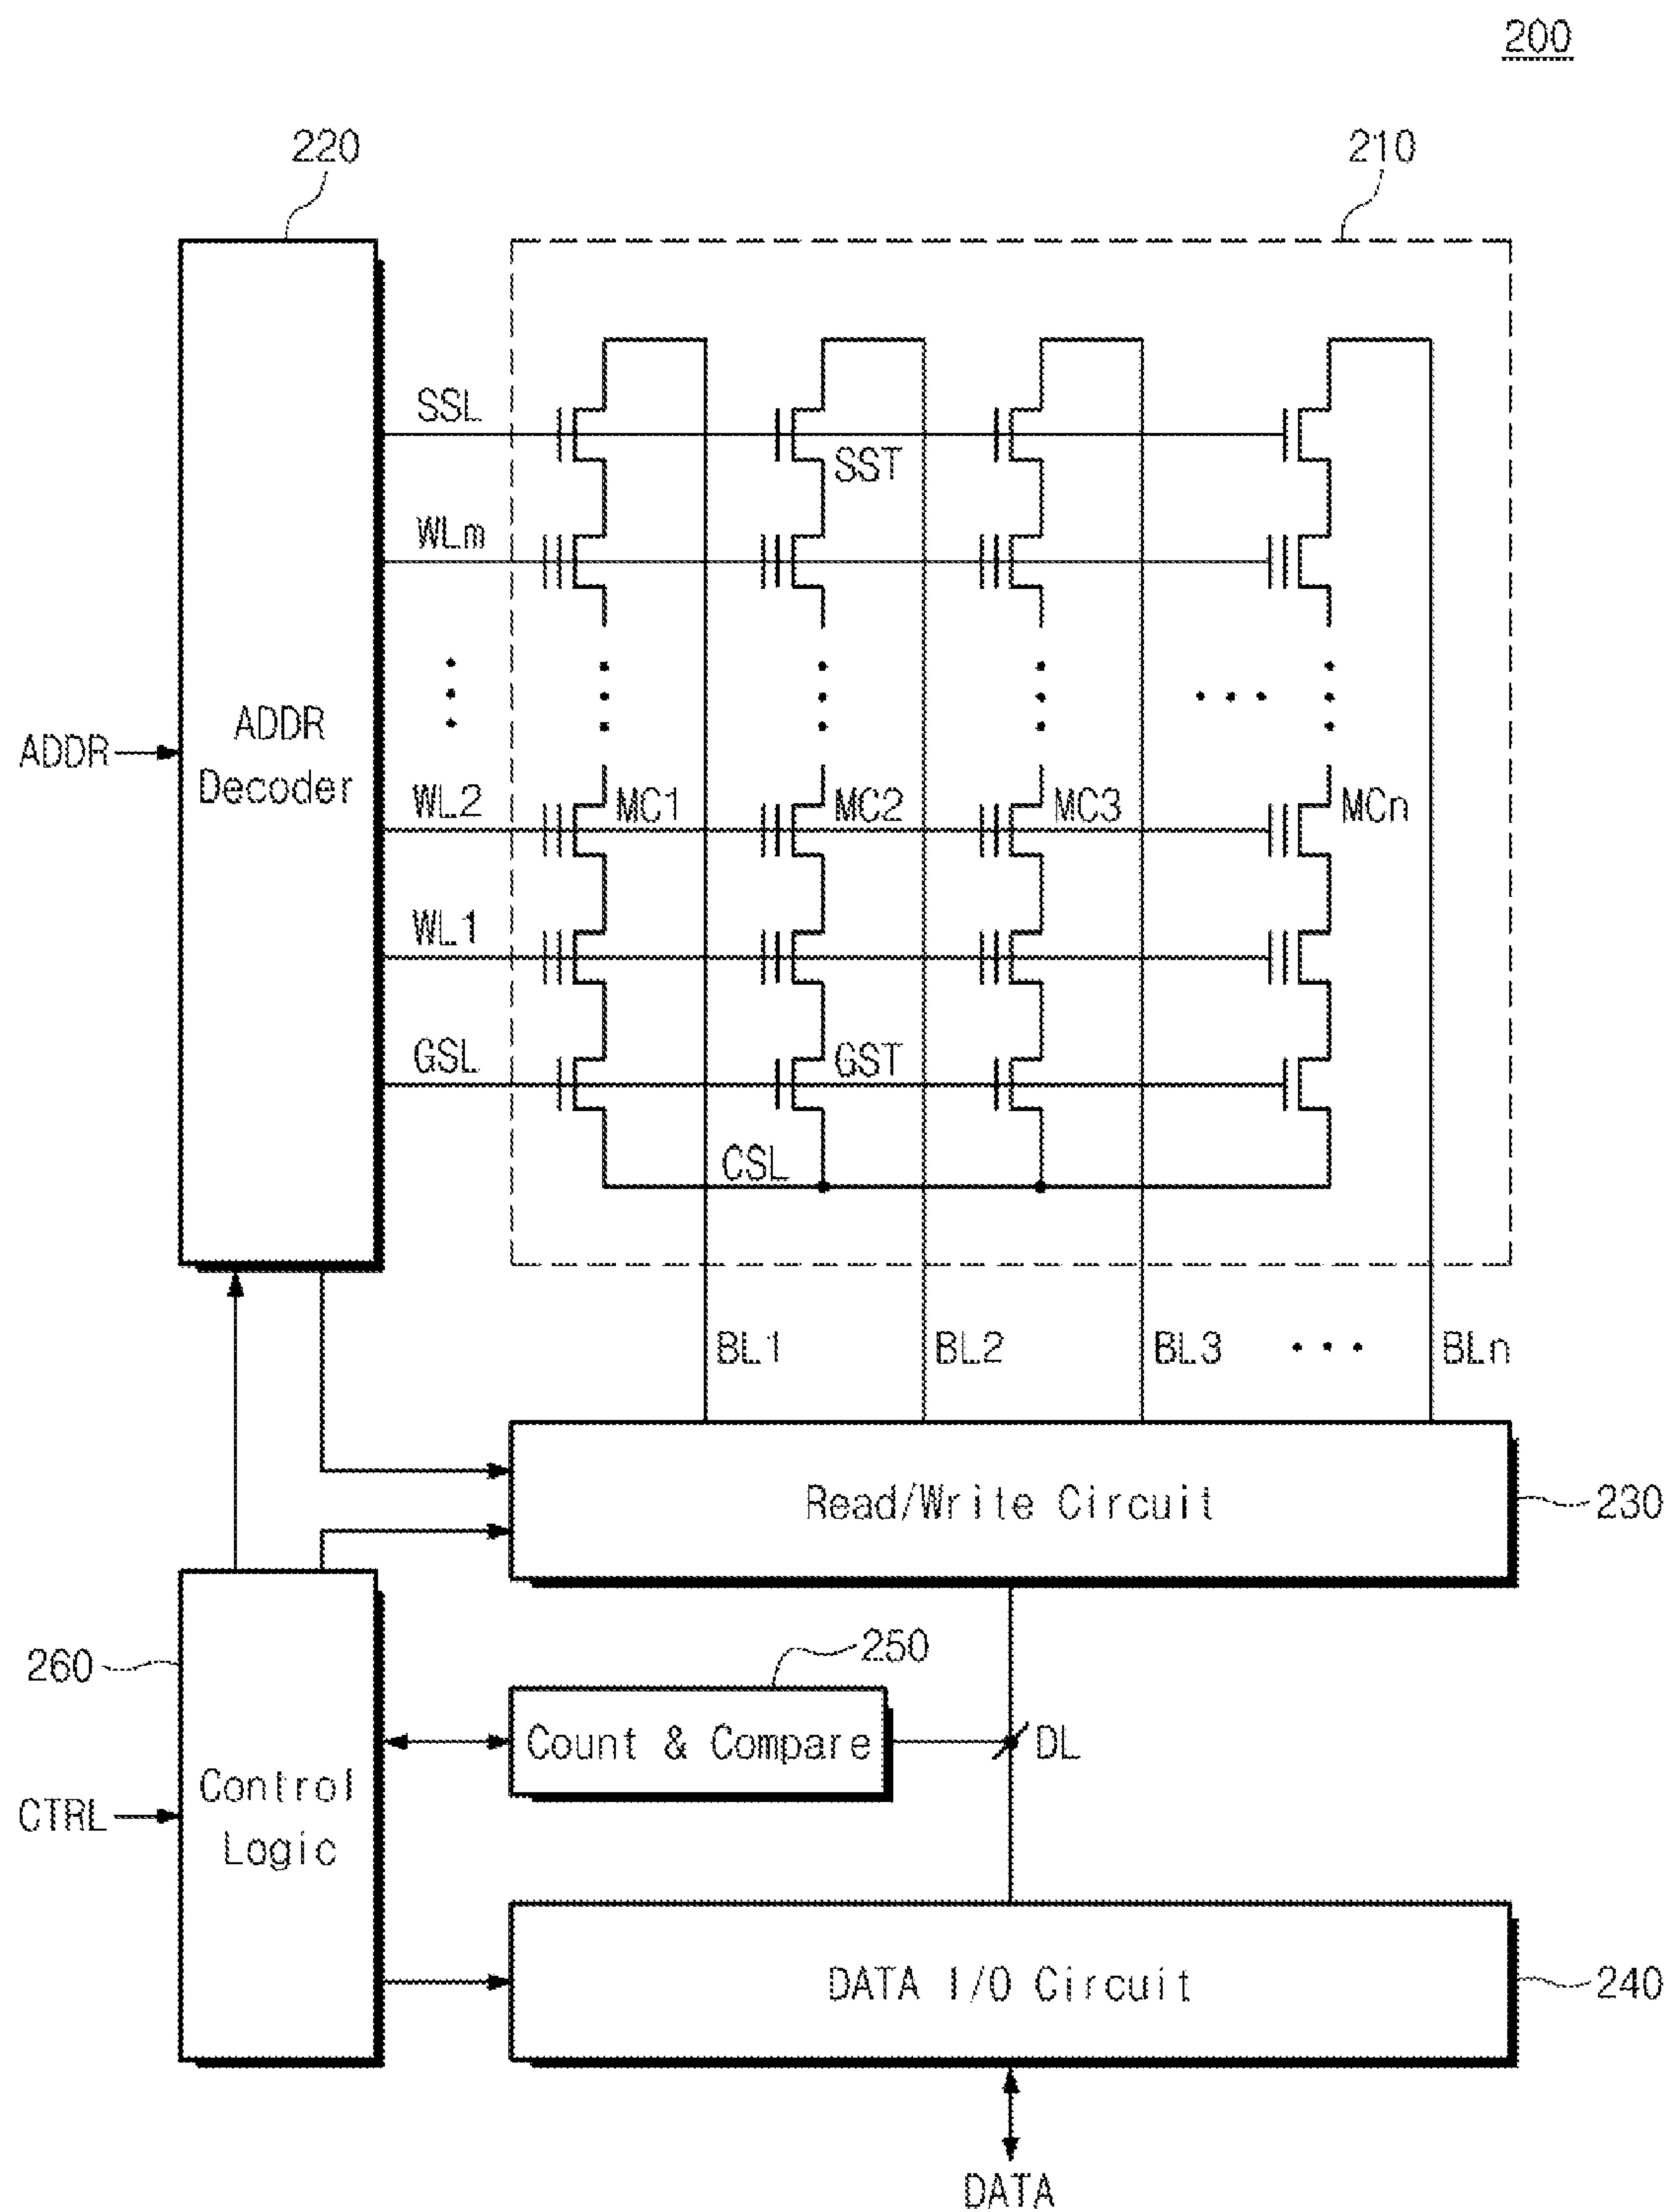 200
220
210
SSL
SST
WLm
ADDR
ADDR
Decoder
WL2
MC1
MC2
MC3
MCn
WL1
GSL
GST
CSL
BL1
BL2
BL3
BLn
Read/Write Circuit
230
260
250
Count & Compare
DL
CTRL
Control
Logic
DATA I/O Circuit
240
DATA